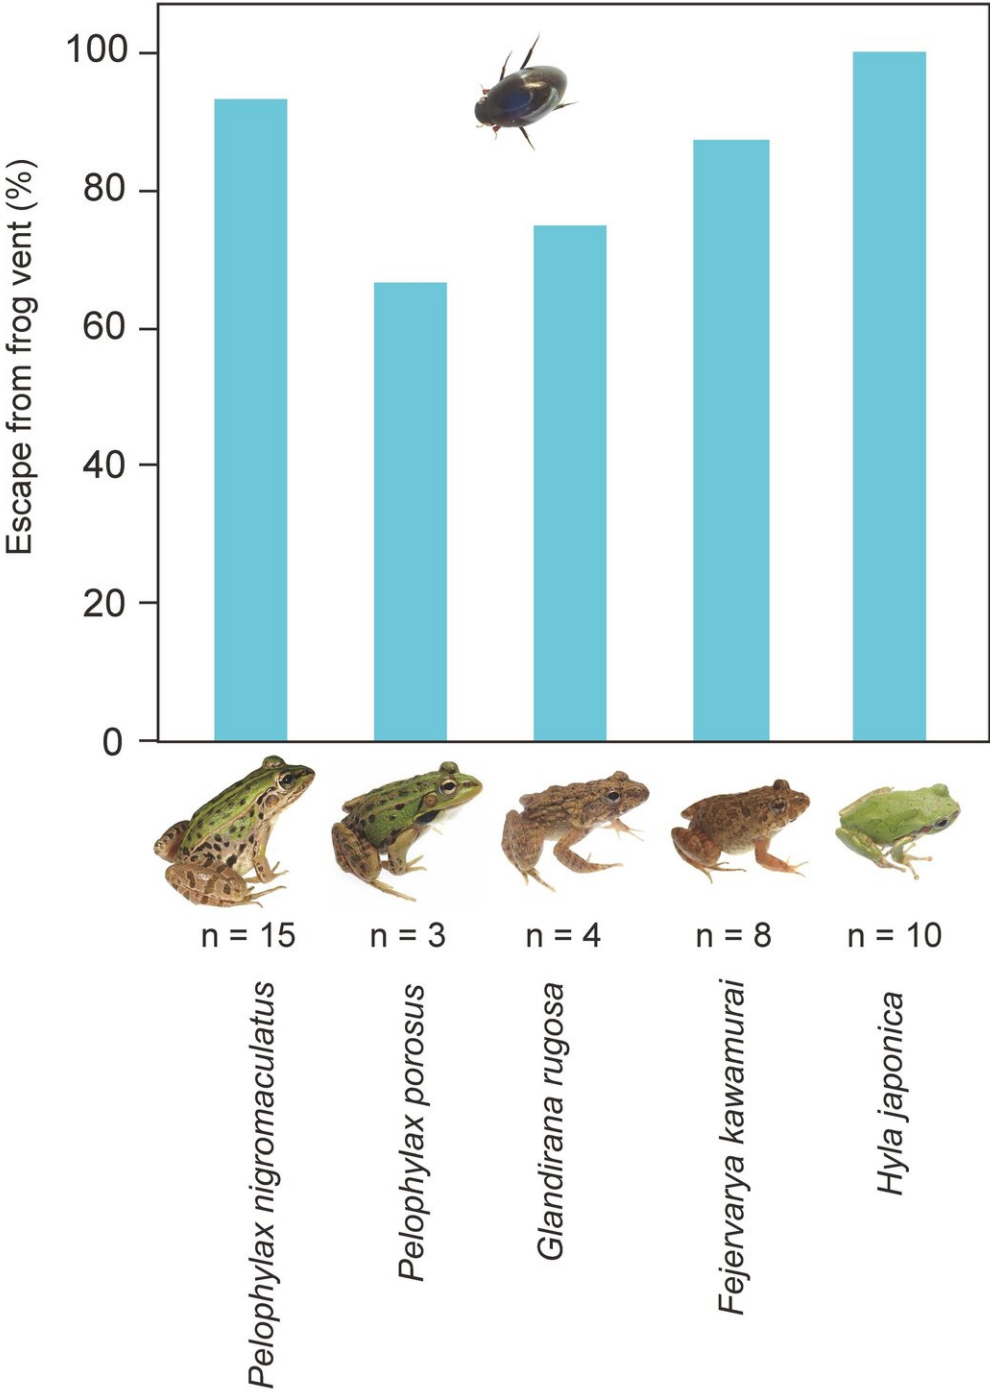 Escape from frog vent (%)
100
80
60
40
20
0
n = 15
n = 3
n = 4
n = 8
n = 10
Pelophylax nigromaculatus
Pelophylax porosus
Glandirana rugosa
Fejervarya kawamurai
Hyla japonica